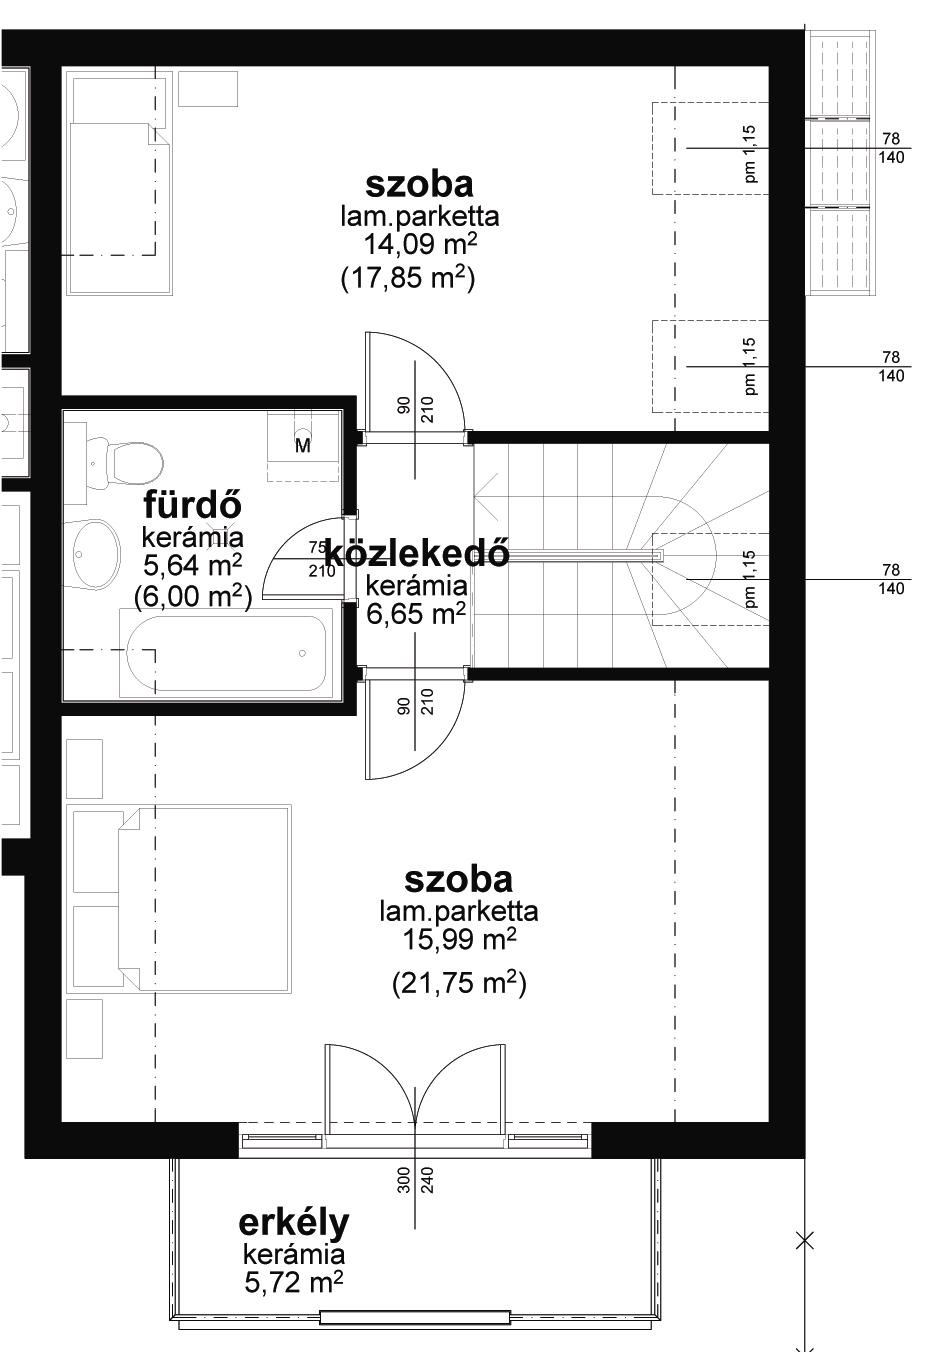 szoba
lam.parketta
14,09 m²
(17,85 m²)
pm 1,15
78
140
pm 1,15
78
140
90
210
M
fürdő
kerámia
5,64 m²
(6,00 m²)
75
210
közlekedő
kerámia
6,65 m²
pm 1,15
78
140
90
210
szoba
lam.parketta
15,99 m²
(21,75 m²)
300
240
erkély
kerámia
5,72 m²